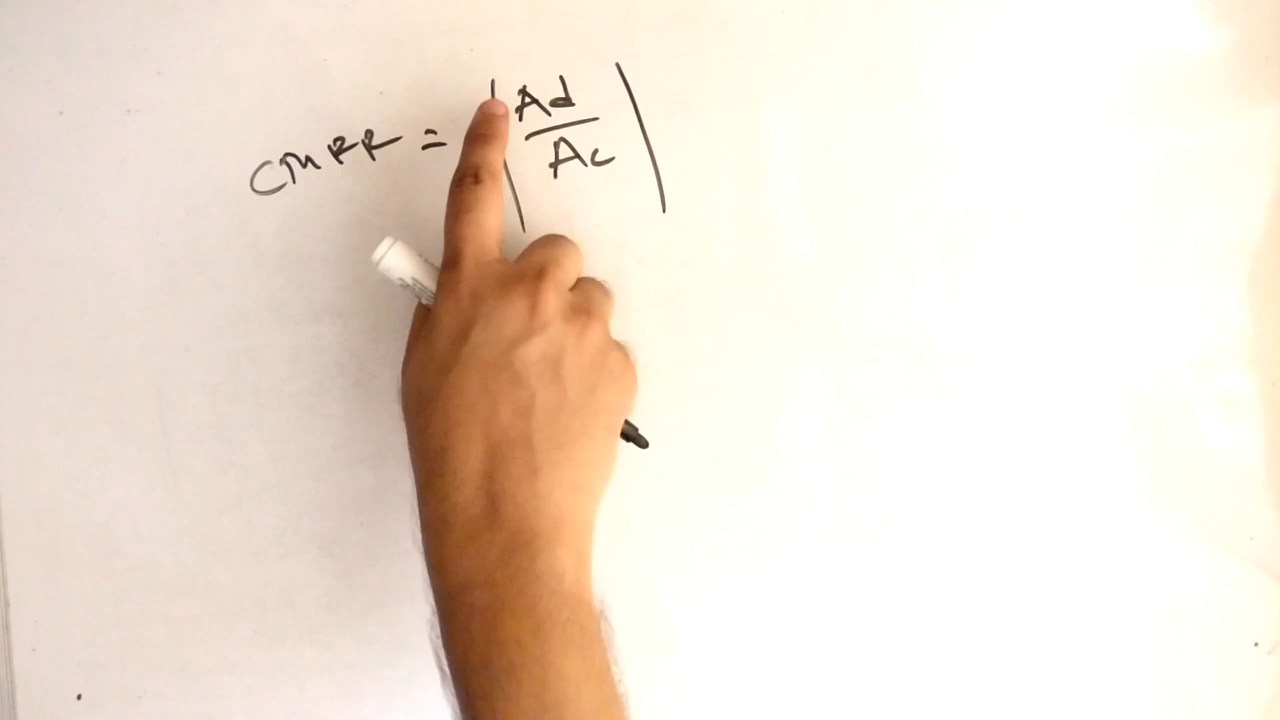 CMRR = |Ad/Ac|